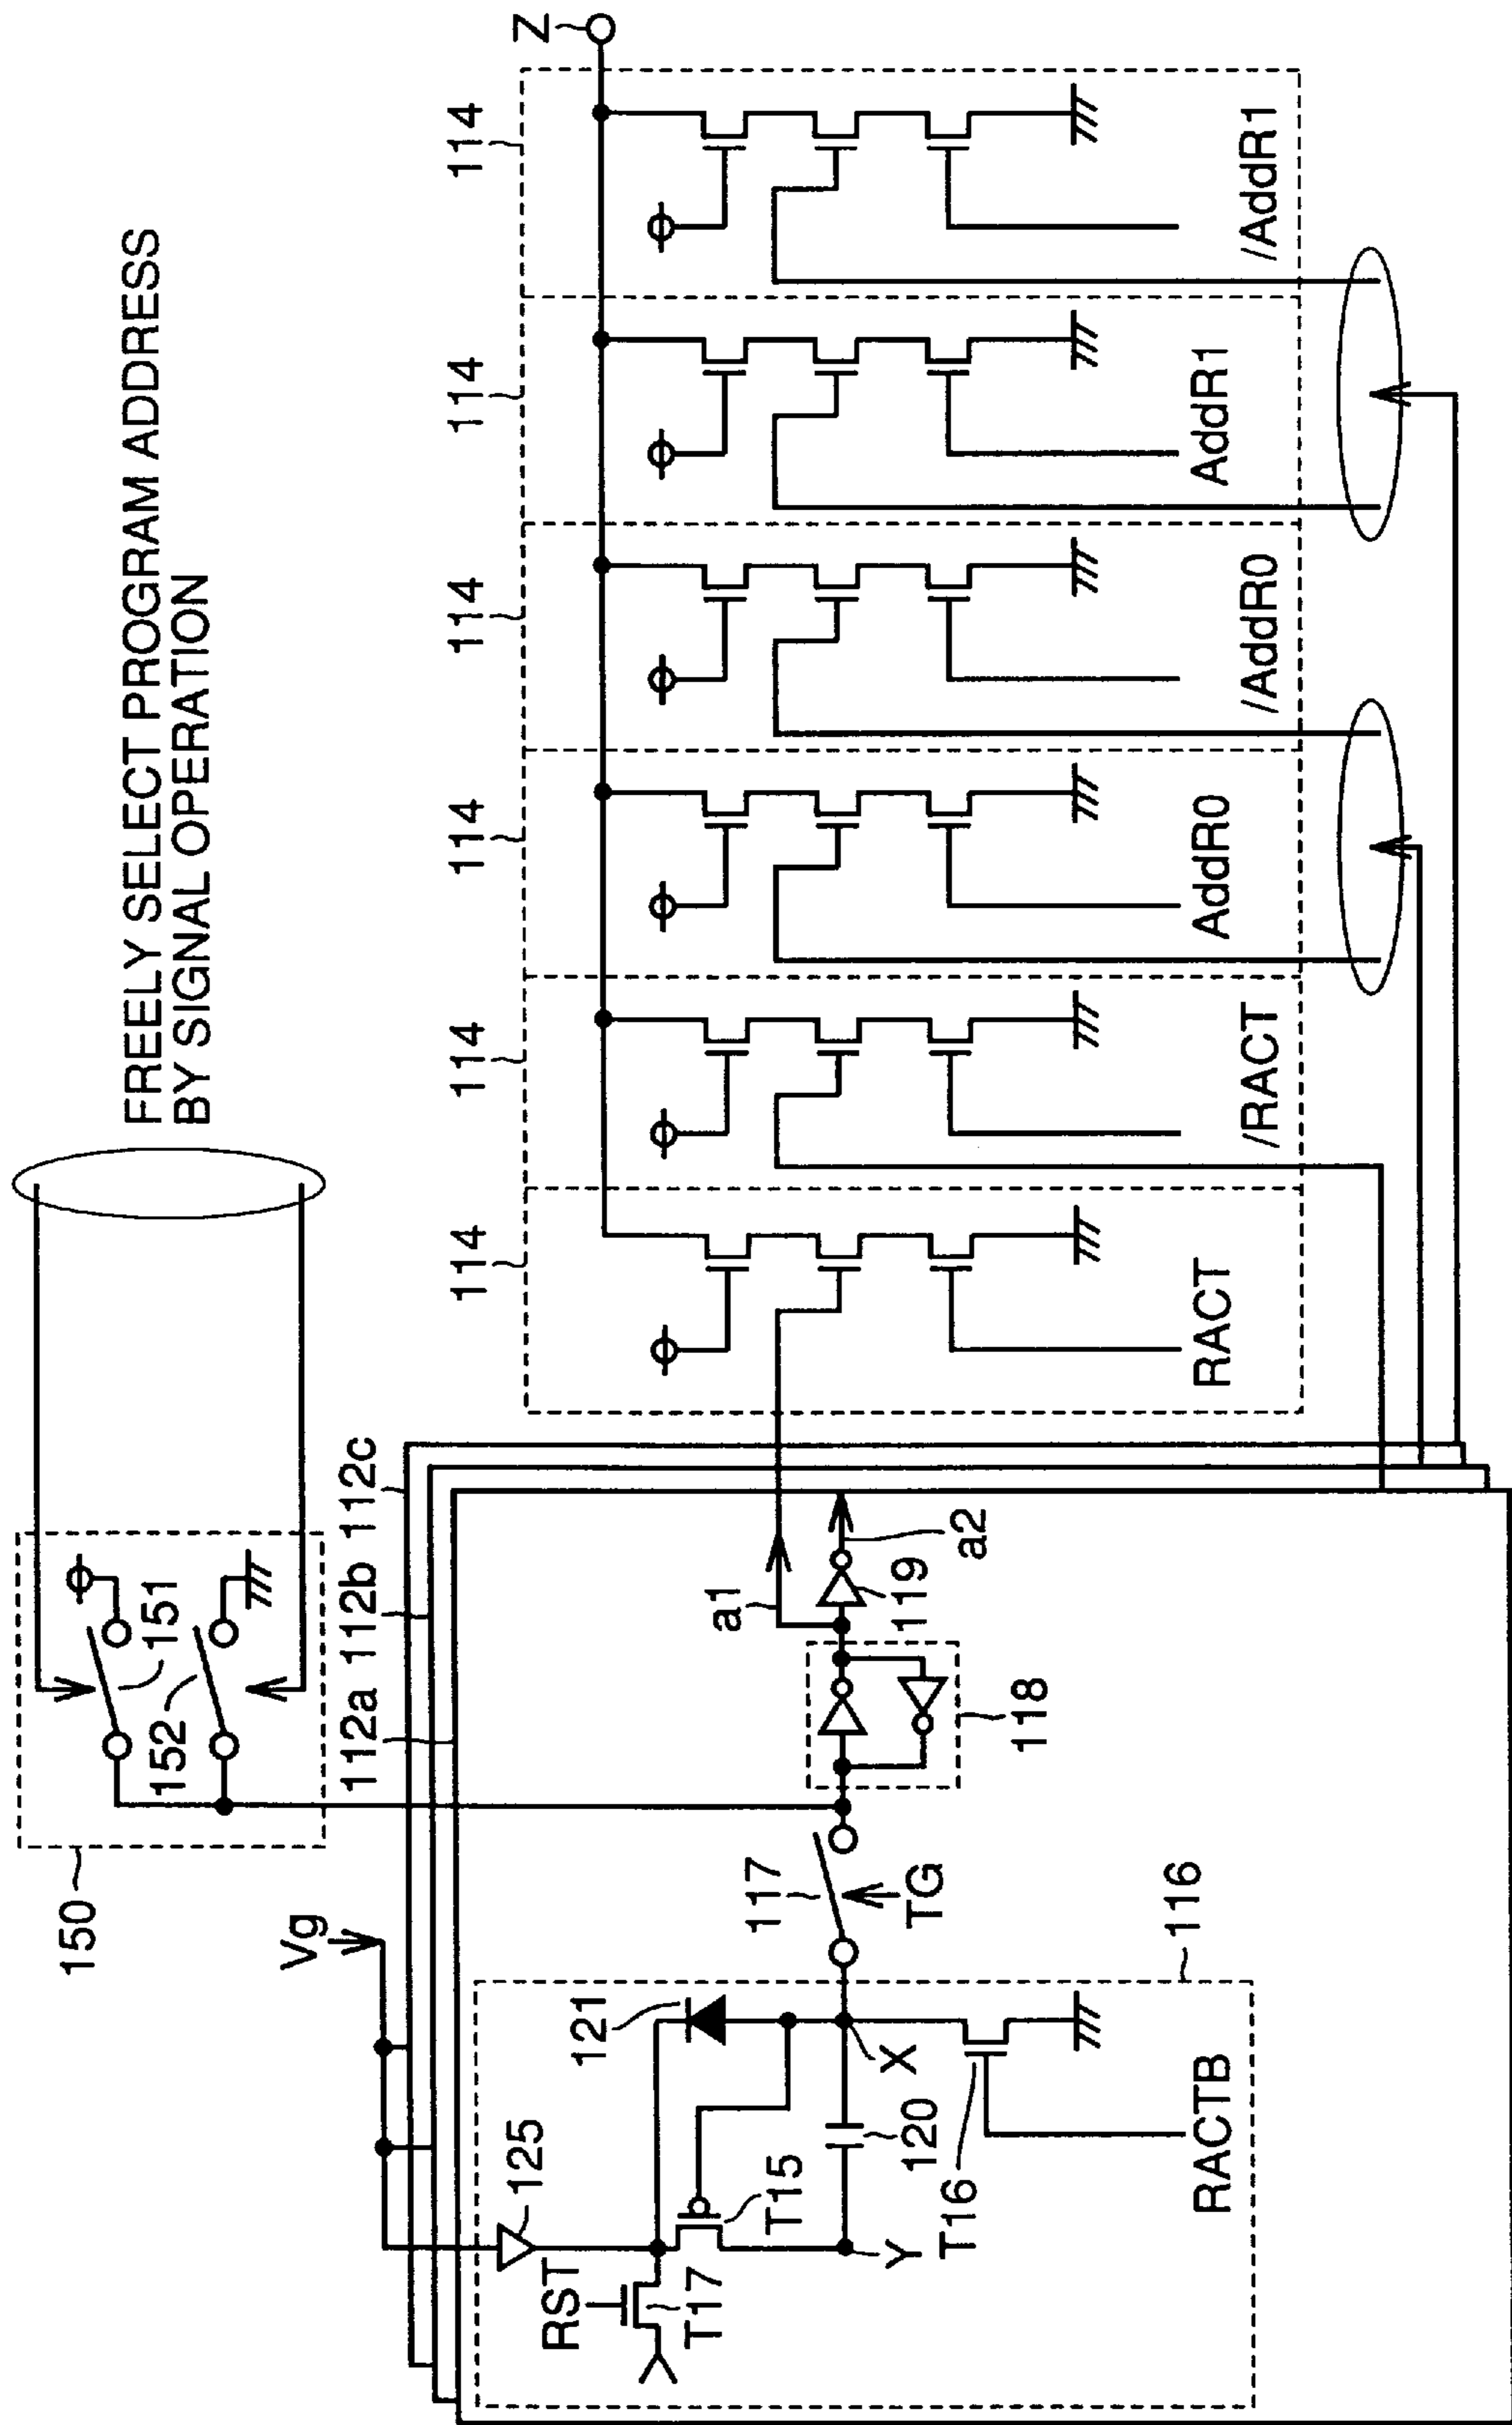 FREELY SELECT PROGRAM ADDRESS
BY SIGNAL OPERATION
150
151
152
Vg
112a
112b
112c
114
114
114
114
114
114
Z
RACT
/RACT
AddR0
/AddR0
AddR1
/AddR1
125
RST
T17
T15
121
120
X
Y
T16
RACTB
116
117
TG
118
119
a1
a2